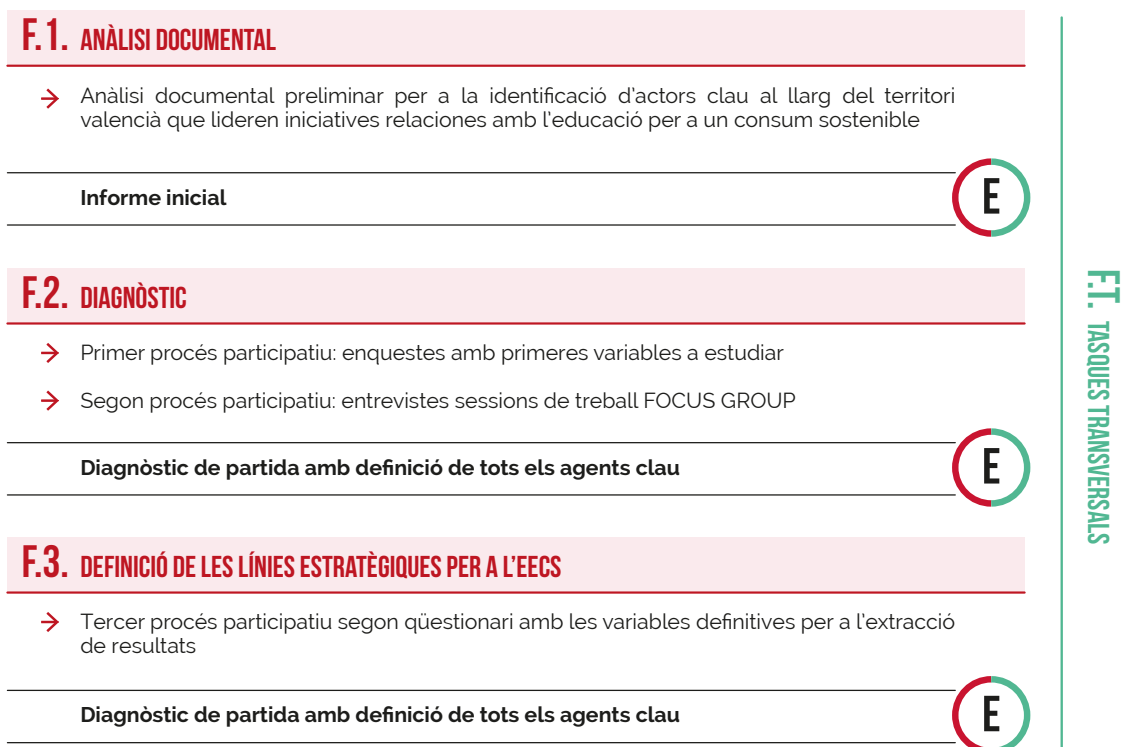 F.1. ANÀLISI DOCUMENTAL
→ Anàlisi documental preliminar per a la identificació d'actors clau al llarg del territori
valencià que lideren iniciatives relaciones amb l'educació per a un consum sostenible
Informe inicial
E
F.2. DIAGNÒSTIC
→ Primer procés participatiu: enquestes amb primeres variables a estudiar
→ Segon procés participatiu: entrevistes sessions de treball FOCUS GROUP
Diagnòstic de partida amb definició de tots els agents clau
E
F.3. DEFINICIÓ DE LES LÍNIES ESTRATÈGIQUES PER A L'EECS
→ Tercer procés participatiu segon qüestionari amb les variables definitives per a l'extracció
de resultats
Diagnòstic de partida amb definició de tots els agents clau
E
F.T. TASQUES TRANSVERSALS